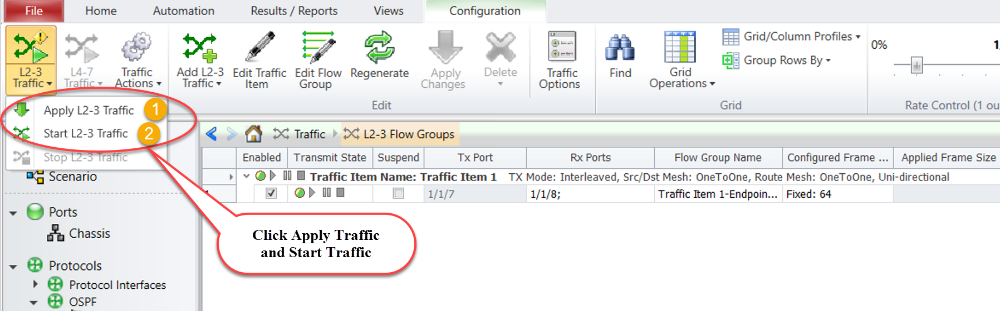 File Home Automation Results / Reports Views Configuration
L2-3 Traffic
L4-7 Traffic
Traffic Actions
Add L2-3 Traffic
Edit Traffic Item
Edit Flow Group
Regenerate
Apply Changes
Delete
Traffic Options
Find
Grid Operations
Grid/Column Profiles
Group Rows By
0%
Edit
Grid
Rate Control (1 ou
Apply L2-3 Traffic 1
Start L2-3 Traffic 2
Stop L2-3 Traffic
Traffic L2-3 Flow Groups
Enabled Transmit State Suspend Tx Port Rx Ports Flow Group Name Configured Frame ... Applied Frame Size
Traffic Item Name: Traffic Item 1 TX Mode: Interleaved, Src/Dst Mesh: OneToOne, Route Mesh: OneToOne, Uni-directional
1/1/7 1/1/8; Traffic Item 1-Endpoin... Fixed: 64
Scenario
Ports
Chassis
Protocols
Protocol Interfaces
OSPF
Click Apply Traffic
and Start Traffic